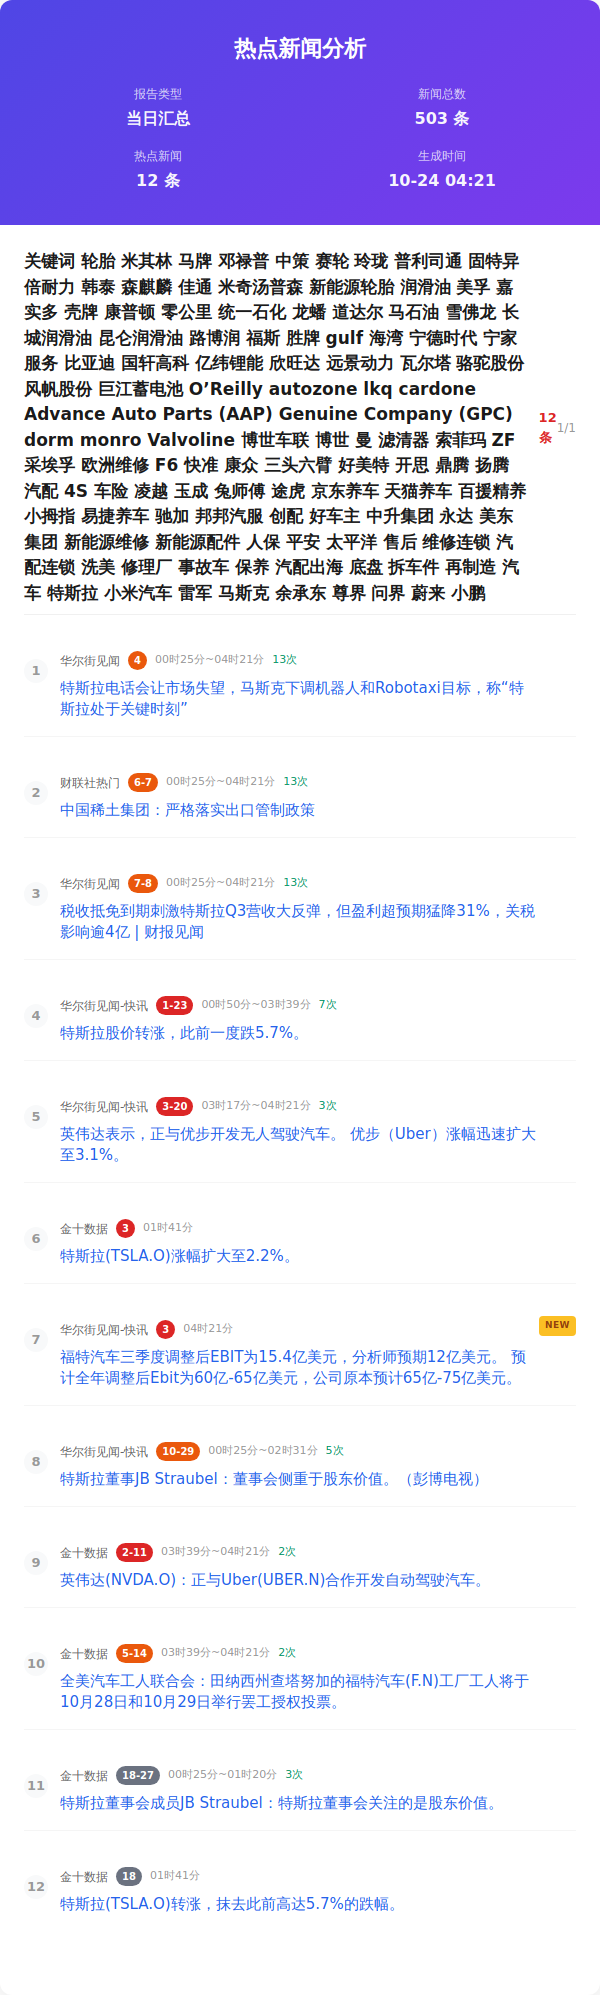 热点新闻分析
报告类型
新闻总数
当日汇总
503 条
热点新闻
生成时间
12 条
10-24 04:21
关键词 轮胎 米其林 马牌 邓禄普 中策 赛轮 玲珑 普利司通 固特异
倍耐力 韩泰 森麒麟 佳通 米奇汤普森 新能源轮胎 润滑油 美孚 嘉
实多 壳牌 康普顿 零公里 统一石化 龙蟠 道达尔 马石油 雪佛龙 长
城润滑油 昆仑润滑油 路博润 福斯 胜牌 gulf 海湾 宁德时代 宁家
服务 比亚迪 国轩高科 亿纬锂能 欣旺达 远景动力 瓦尔塔 骆驼股份
风帆股份 巨江蓄电池 O’Reilly autozone lkq cardone
Advance Auto Parts (AAP) Genuine Company (GPC)
dorm monro Valvoline 博世车联 博世 曼 滤清器 索菲玛 ZF
采埃孚 欧洲维修 F6 快准 康众 三头六臂 好美特 开思 鼎腾 扬腾
汽配 4S 车险 凌越 玉成 兔师傅 途虎 京东养车 天猫养车 百援精养
小拇指 易捷养车 驰加 邦邦汽服 创配 好车主 中升集团 永达 美东
集团 新能源维修 新能源配件 人保 平安 太平洋 售后 维修连锁 汽
配连锁 洗美 修理厂 事故车 保养 汽配出海 底盘 拆车件 再制造 汽
车 特斯拉 小米汽车 雷军 马斯克 余承东 尊界 问界 蔚来 小鹏
12
条
1/1
1
华尔街见闻 4 00时25分~04时21分 13次
特斯拉电话会让市场失望，马斯克下调机器人和Robotaxi目标，称“特
斯拉处于关键时刻”
2
财联社热门 6-7 00时25分~04时21分 13次
中国稀土集团：严格落实出口管制政策
3
华尔街见闻 7-8 00时25分~04时21分 13次
税收抵免到期刺激特斯拉Q3营收大反弹，但盈利超预期猛降31%，关税
影响逾4亿 | 财报见闻
4
华尔街见闻-快讯 1-23 00时50分~03时39分 7次
特斯拉股价转涨，此前一度跌5.7%。
5
华尔街见闻-快讯 3-20 03时17分~04时21分 3次
英伟达表示，正与优步开发无人驾驶汽车。 优步（Uber）涨幅迅速扩大
至3.1%。
6
金十数据 3 01时41分
特斯拉(TSLA.O)涨幅扩大至2.2%。
7
华尔街见闻-快讯 3 04时21分
NEW
福特汽车三季度调整后EBIT为15.4亿美元，分析师预期12亿美元。 预
计全年调整后Ebit为60亿-65亿美元，公司原本预计65亿-75亿美元。
8
华尔街见闻-快讯 10-29 00时25分~02时31分 5次
特斯拉董事JB Straubel：董事会侧重于股东价值。（彭博电视）
9
金十数据 2-11 03时39分~04时21分 2次
英伟达(NVDA.O)：正与Uber(UBER.N)合作开发自动驾驶汽车。
10
金十数据 5-14 03时39分~04时21分 2次
全美汽车工人联合会：田纳西州查塔努加的福特汽车(F.N)工厂工人将于
10月28日和10月29日举行罢工授权投票。
11
金十数据 18-27 00时25分~01时20分 3次
特斯拉董事会成员JB Straubel：特斯拉董事会关注的是股东价值。
12
金十数据 18 01时41分
特斯拉(TSLA.O)转涨，抹去此前高达5.7%的跌幅。